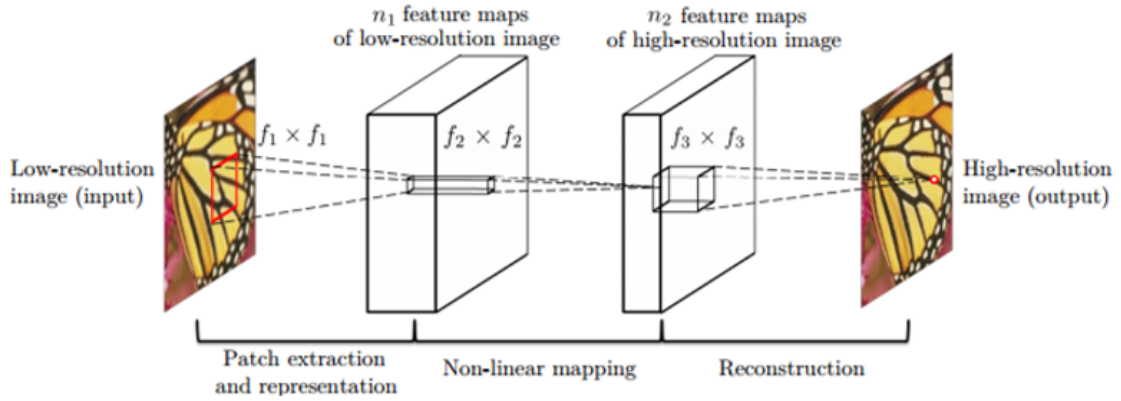 n₁ feature maps
of low-resolution image
n₂ feature maps
of high-resolution image
f₁ × f₁
f₂ × f₂
f₃ × f₃
Low-resolution
image (input)
High-resolution
image (output)
Patch extraction
and representation
Non-linear mapping
Reconstruction